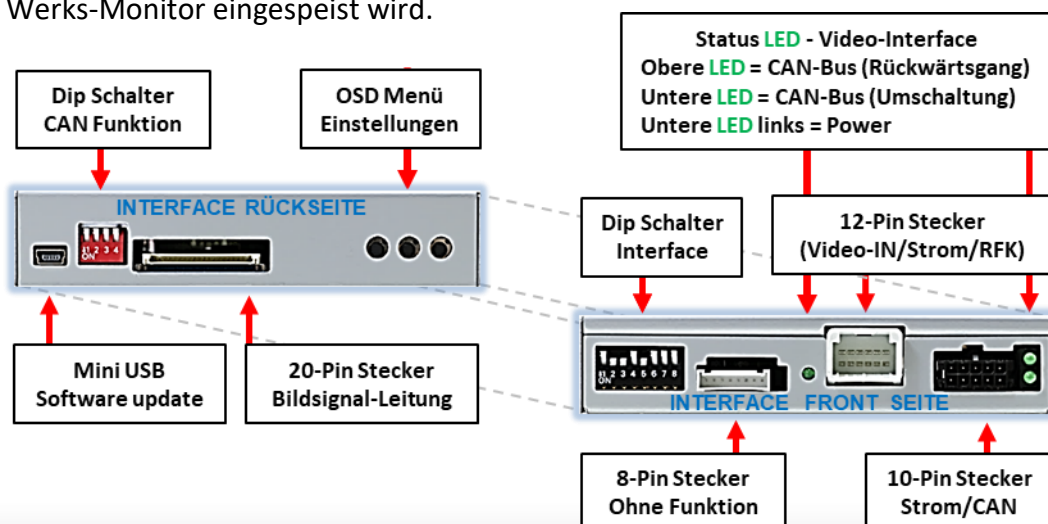 Werks-Monitor eingespeist wird.
Status LED - Video-Interface
Obere LED = CAN-Bus (Rückwärtsgang)
Untere LED = CAN-Bus (Umschaltung)
Untere LED links = Power
Dip Schalter
CAN Funktion
OSD Menü
Einstellungen
INTERFACE RÜCKSEITE
1 2 3 4
ON
Dip Schalter
Interface
12-Pin Stecker
(Video-IN/Strom/RFK)
Mini USB
Software update
20-Pin Stecker
Bildsignal-Leitung
1 2 3 4 5 6 7 8
ON
INTERFACE FRONT SEITE
8-Pin Stecker
Ohne Funktion
10-Pin Stecker
Strom/CAN